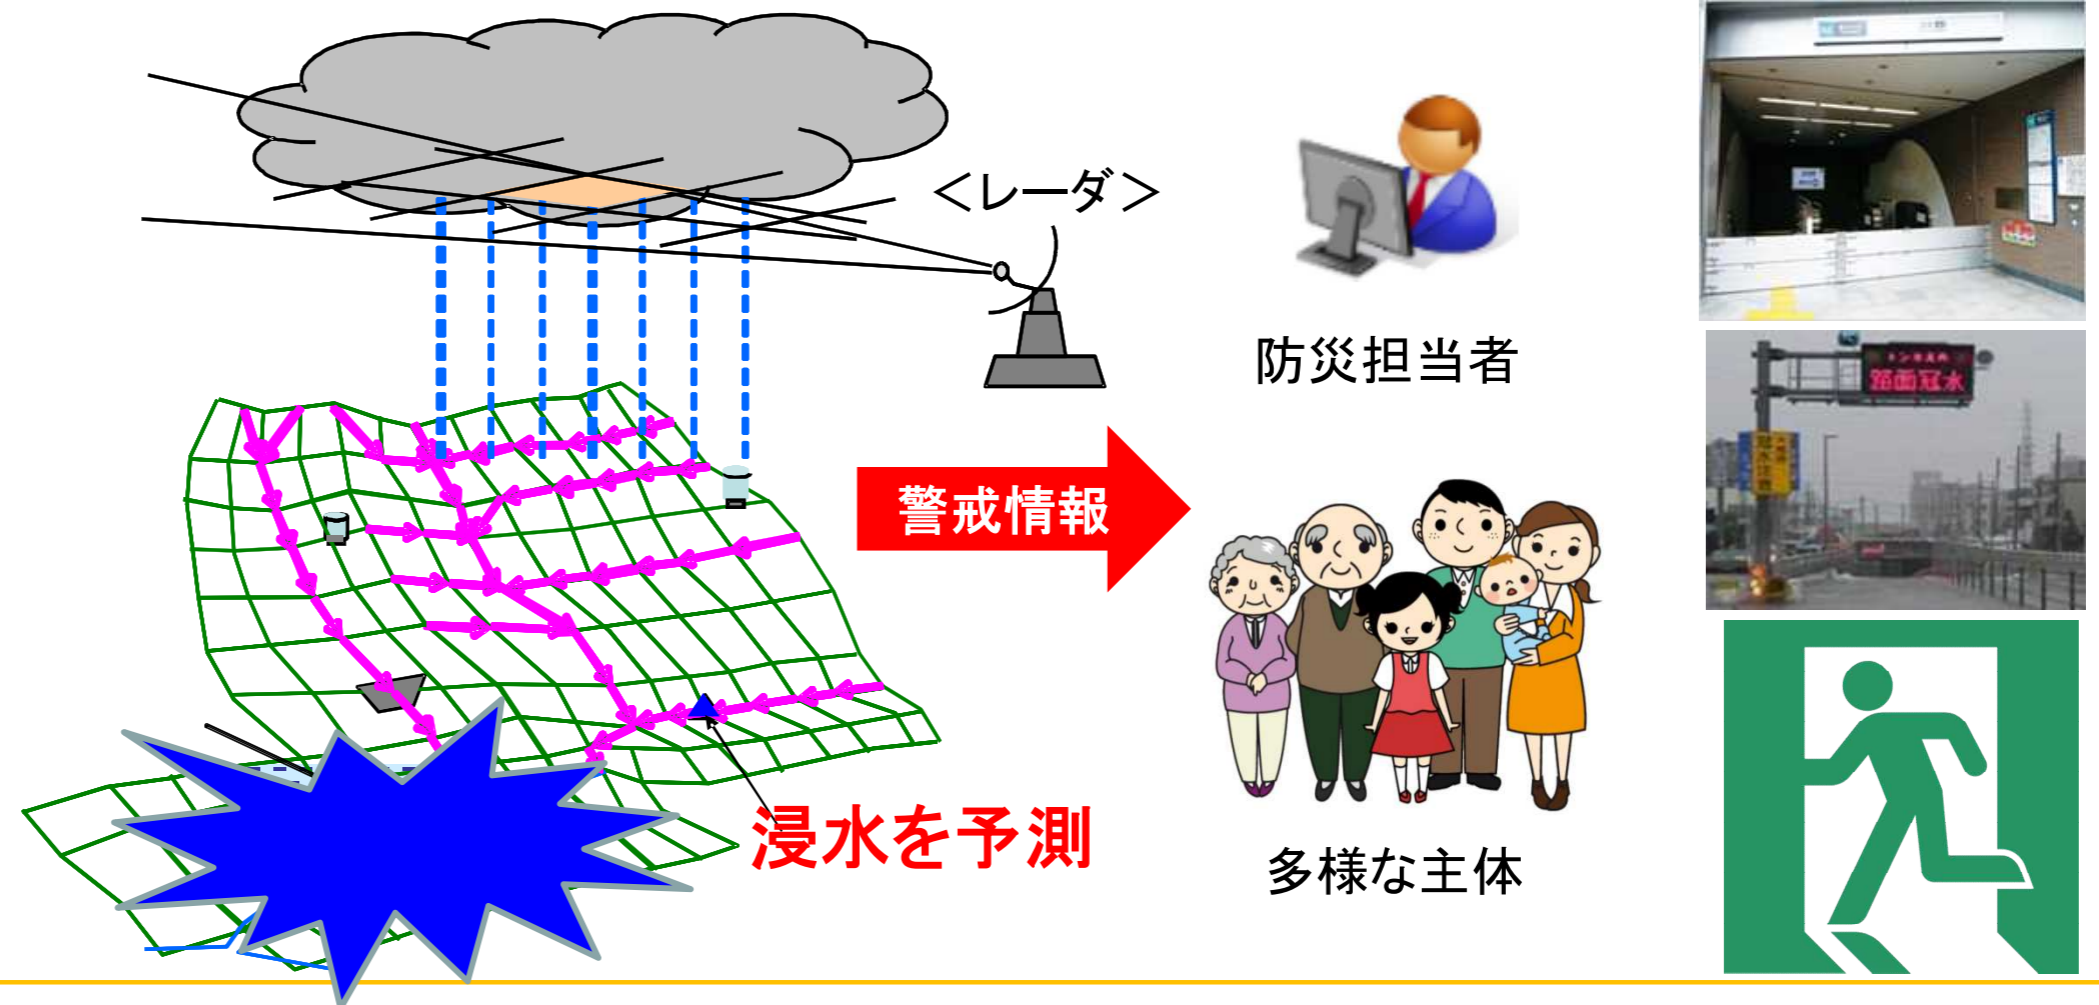 ＜レーダ＞
防災担当者
警戒情報
浸水を予測
多様な主体
路面冠水